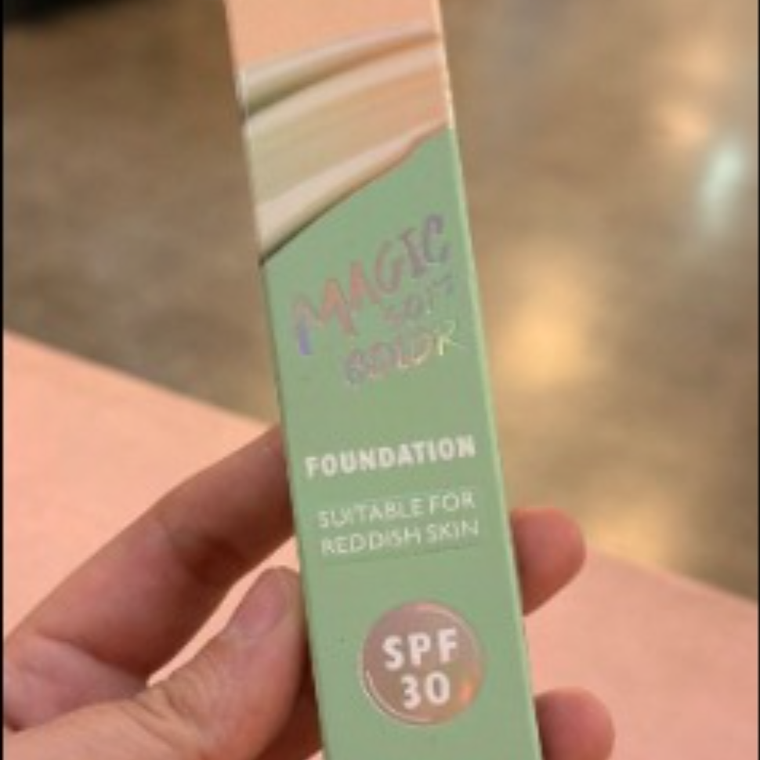 MAGIC
SOFT
COLOR
FOUNDATION
SUITABLE FOR
REDDISH SKIN
SPF
30